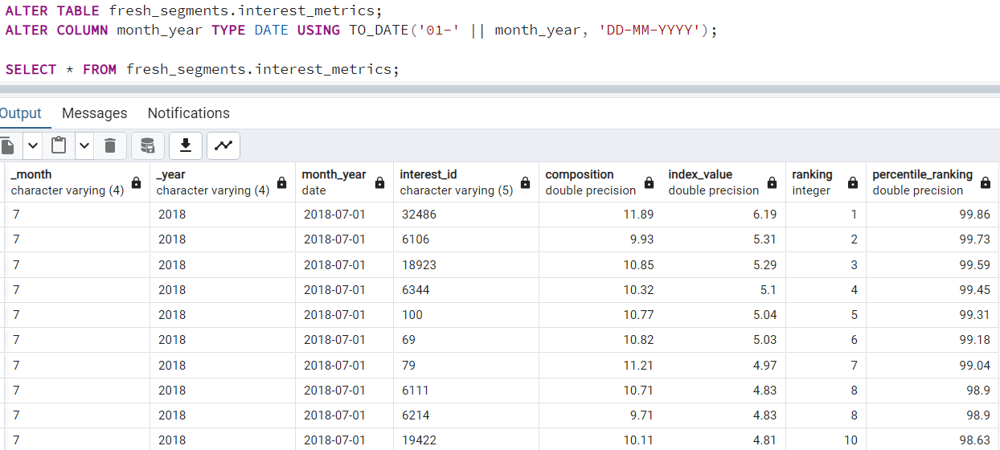 ALTER TABLE fresh_segments.interest_metrics;
ALTER COLUMN month_year TYPE DATE USING TO_DATE('01-' || month_year, 'DD-MM-YYYY');
SELECT * FROM fresh_segments.interest_metrics;
Output Messages Notifications
_month _year month_year interest_id composition index_value ranking percentile_ranking
character varying (4) character varying (4) date character varying (5) double precision double precision integer double precision
7 2018 2018-07-01 32486 11.89 6.19 1 99.86
7 2018 2018-07-01 6106 9.93 5.31 2 99.73
7 2018 2018-07-01 18923 10.85 5.29 3 99.59
7 2018 2018-07-01 6344 10.32 5.1 4 99.45
7 2018 2018-07-01 100 10.77 5.04 5 99.31
7 2018 2018-07-01 69 10.82 5.03 6 99.18
7 2018 2018-07-01 79 11.21 4.97 7 99.04
7 2018 2018-07-01 6111 10.71 4.83 8 98.9
7 2018 2018-07-01 6214 9.71 4.83 8 98.9
7 2018 2018-07-01 19422 10.11 4.81 10 98.63